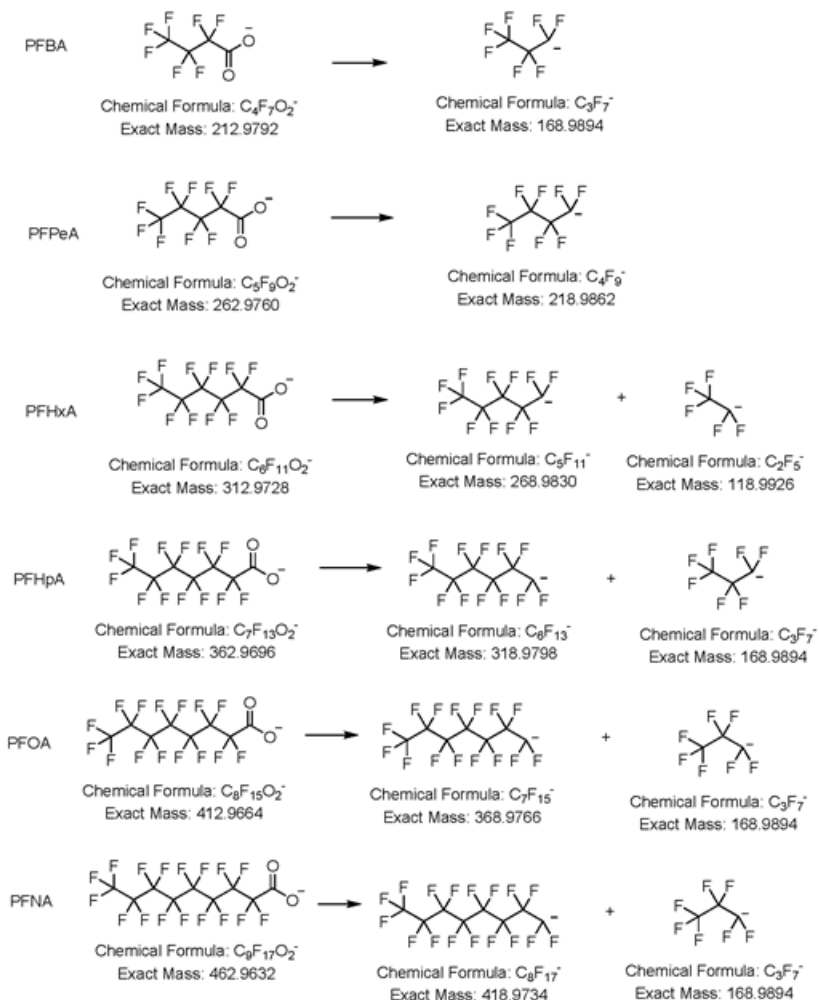 PFBA
Chemical Formula: C₄F₇O₂⁻
Exact Mass: 212.9792
Chemical Formula: C₃F₇⁻
Exact Mass: 168.9894
PFPeA
Chemical Formula: C₅F₉O₂⁻
Exact Mass: 262.9760
Chemical Formula: C₄F₉⁻
Exact Mass: 218.9862
PFHxA
Chemical Formula: C₆F₁₁O₂⁻
Exact Mass: 312.9728
Chemical Formula: C₅F₁₁⁻
Exact Mass: 268.9830
+
Chemical Formula: C₂F₅⁻
Exact Mass: 118.9926
PFHpA
Chemical Formula: C₇F₁₃O₂⁻
Exact Mass: 362.9696
Chemical Formula: C₆F₁₃⁻
Exact Mass: 318.9798
+
Chemical Formula: C₃F₇⁻
Exact Mass: 168.9894
PFOA
Chemical Formula: C₈F₁₅O₂⁻
Exact Mass: 412.9664
Chemical Formula: C₇F₁₅⁻
Exact Mass: 368.9766
+
Chemical Formula: C₃F₇⁻
Exact Mass: 168.9894
PFNA
Chemical Formula: C₉F₁₇O₂⁻
Exact Mass: 462.9632
Chemical Formula: C₈F₁₇⁻
Exact Mass: 418.9734
+
Chemical Formula: C₃F₇⁻
Exact Mass: 168.9894